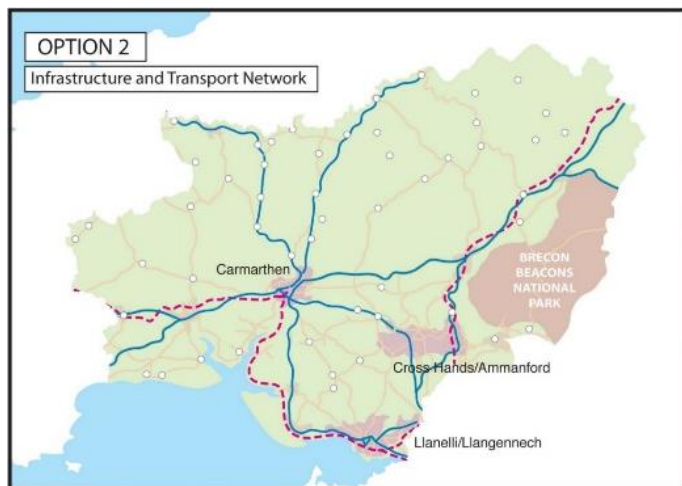 OPTION 2
Infrastructure and Transport Network
Carmarthen
BRECON
BEACONS
NATIONAL
PARK
Cross Hands/Ammanford
Llanelli/Llangennech